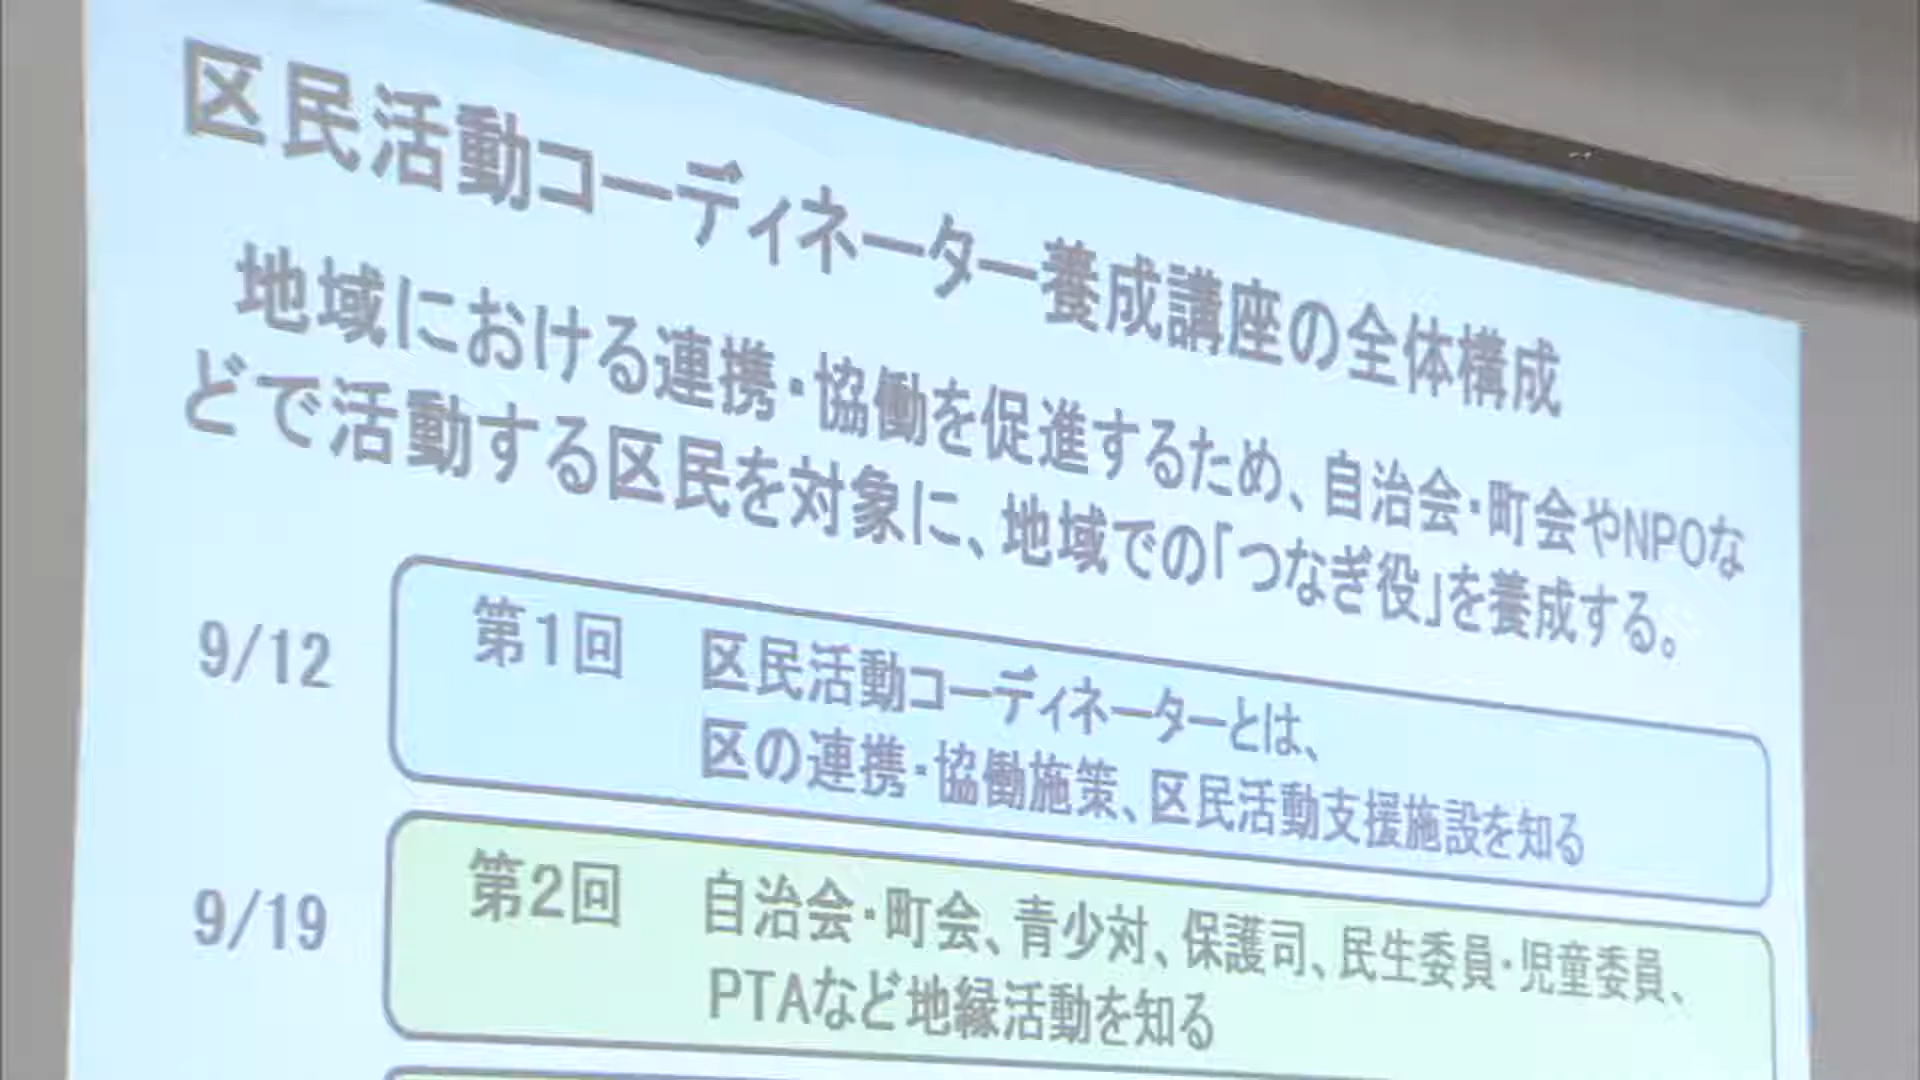 区民活動コーディネーター養成講座の全体構成
地域における連携・協働を促進するため、自治会・町会やNPOな
どで活動する区民を対象に、地域での「つなぎ役」を養成する。
9/12
第1回 区民活動コーディネーターとは、
区の連携・協働施策、区民活動支援施設を知る
9/19
第2回 自治会・町会、青少対、保護司、民生委員・児童委員、
PTAなど地縁活動を知る